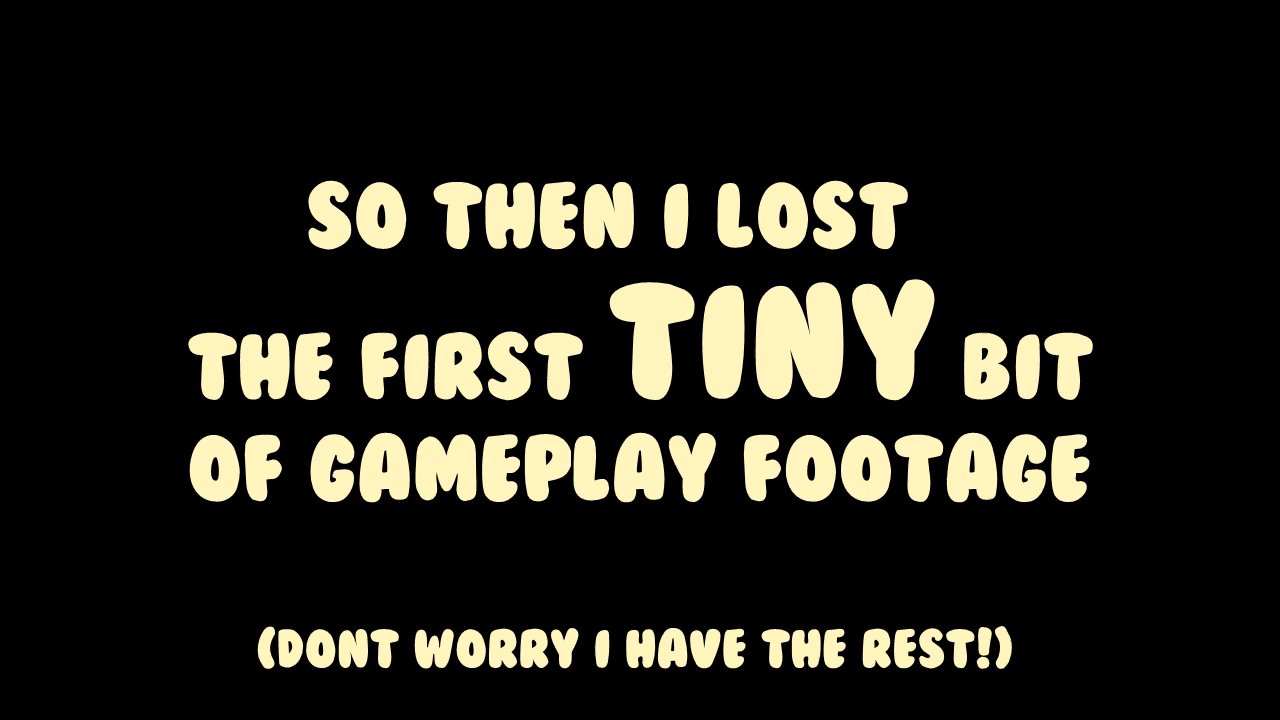 SO THEN I LOST
THE FIRST TINY BIT
OF GAMEPLAY FOOTAGE
(DONT WORRY I HAVE THE REST!)